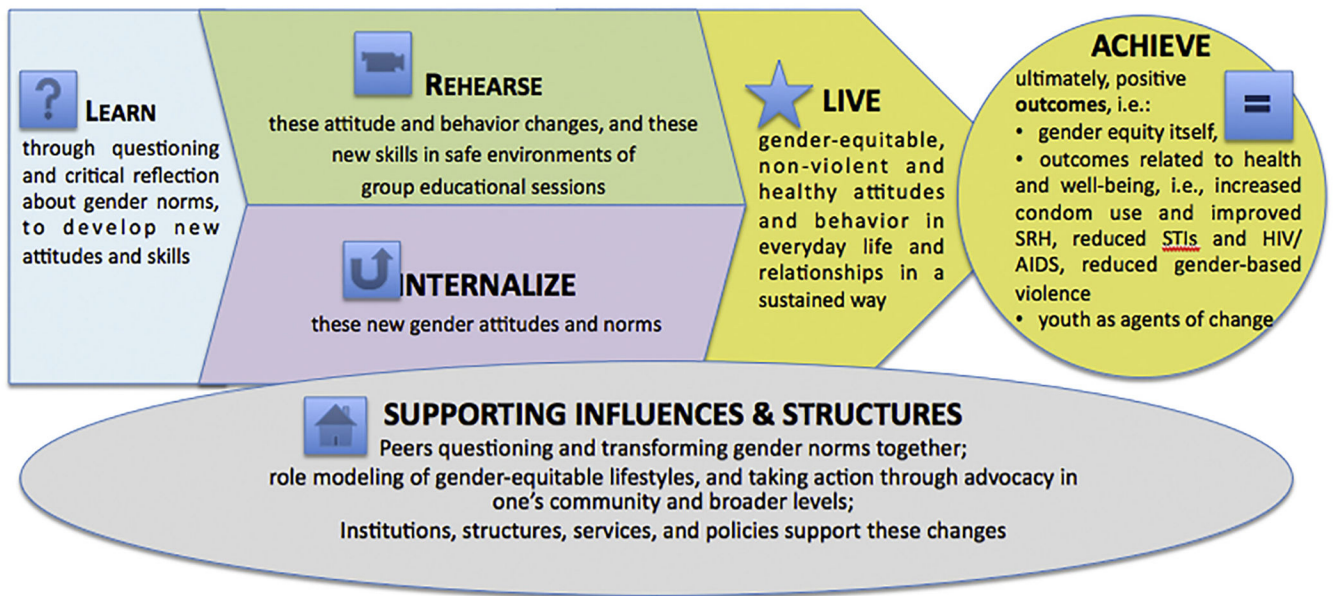 LEARN
through questioning
and critical reflection
about gender norms,
to develop new
attitudes and skills
REHEARSE
these attitude and behavior changes, and these
new skills in safe environments of
group educational sessions
INTERNALIZE
these new gender attitudes and norms
LIVE
gender-equitable,
non-violent and
healthy attitudes
and behavior in
everyday life and
relationships in a
sustained way
ACHIEVE
ultimately, positive
outcomes, i.e.:
• gender equity itself,
• outcomes related to health
and well-being, i.e., increased
condom use and improved
SRH, reduced STIs and HIV/
AIDS, reduced gender-based
violence
• youth as agents of change
SUPPORTING INFLUENCES & STRUCTURES
Peers questioning and transforming gender norms together;
role modeling of gender-equitable lifestyles, and taking action through advocacy in
one's community and broader levels;
Institutions, structures, services, and policies support these changes